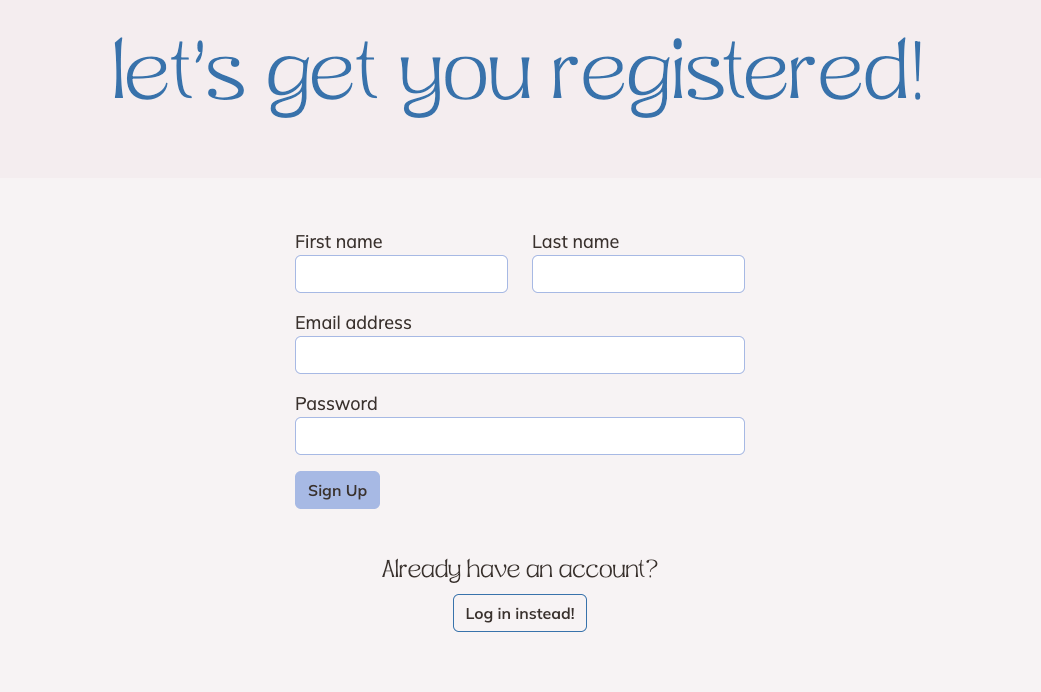 let's get you registered!
First name Last name
Email address
Password
Sign Up
Already have an account?
Log in instead!